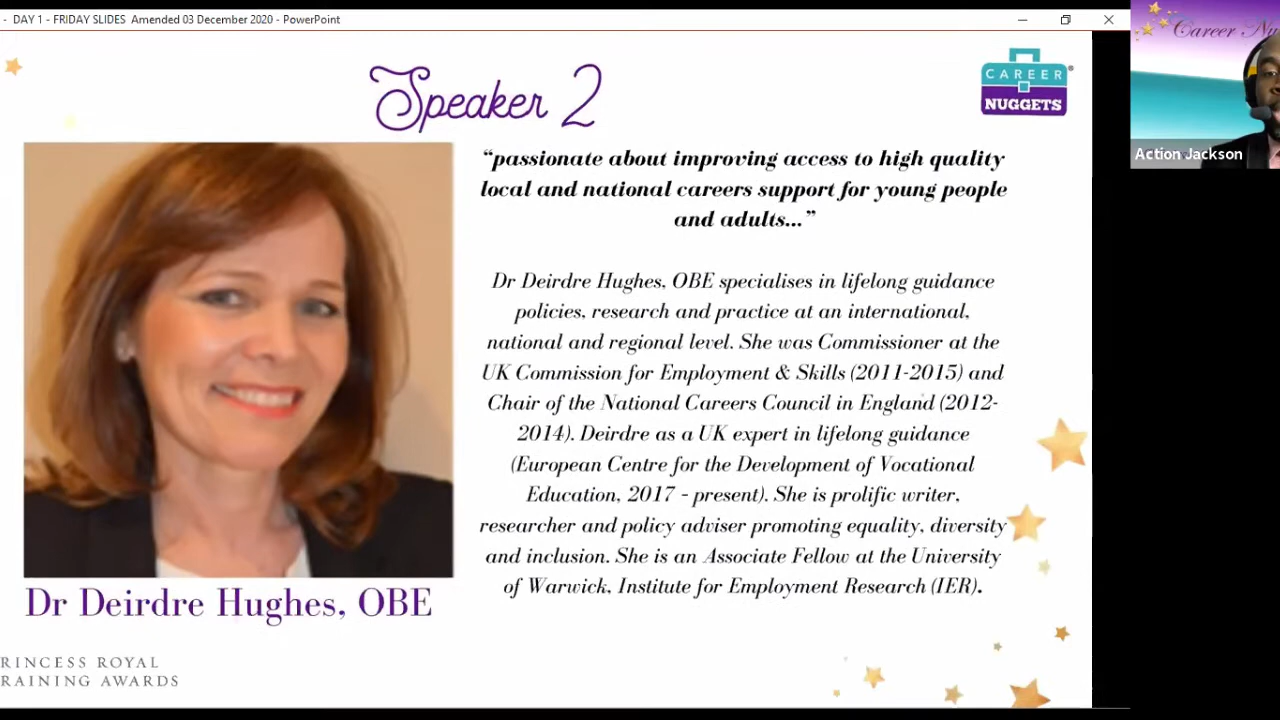 - DAY 1 - FRIDAY SLIDES Amended 03 December 2020 - PowerPoint
Speaker 2
CAREER
NUGGETS
Career Nu
Action Jackson
“passionate about improving access to high quality
local and national careers support for young people
and adults...”
Dr Deirdre Hughes, OBE specialises in lifelong guidance
policies, research and practice at an international,
national and regional level. She was Commissioner at the
UK Commission for Employment & Skills (2011-2015) and
Chair of the National Careers Council in England (2012-
2014). Deirdre as a UK expert in lifelong guidance
(European Centre for the Development of Vocational
Education, 2017 - present). She is prolific writer,
researcher and policy adviser promoting equality, diversity
and inclusion. She is an Associate Fellow at the University
of Warwick, Institute for Employment Research (IER).
Dr Deirdre Hughes, OBE
RINCESS ROYAL
RAINING AWARDS